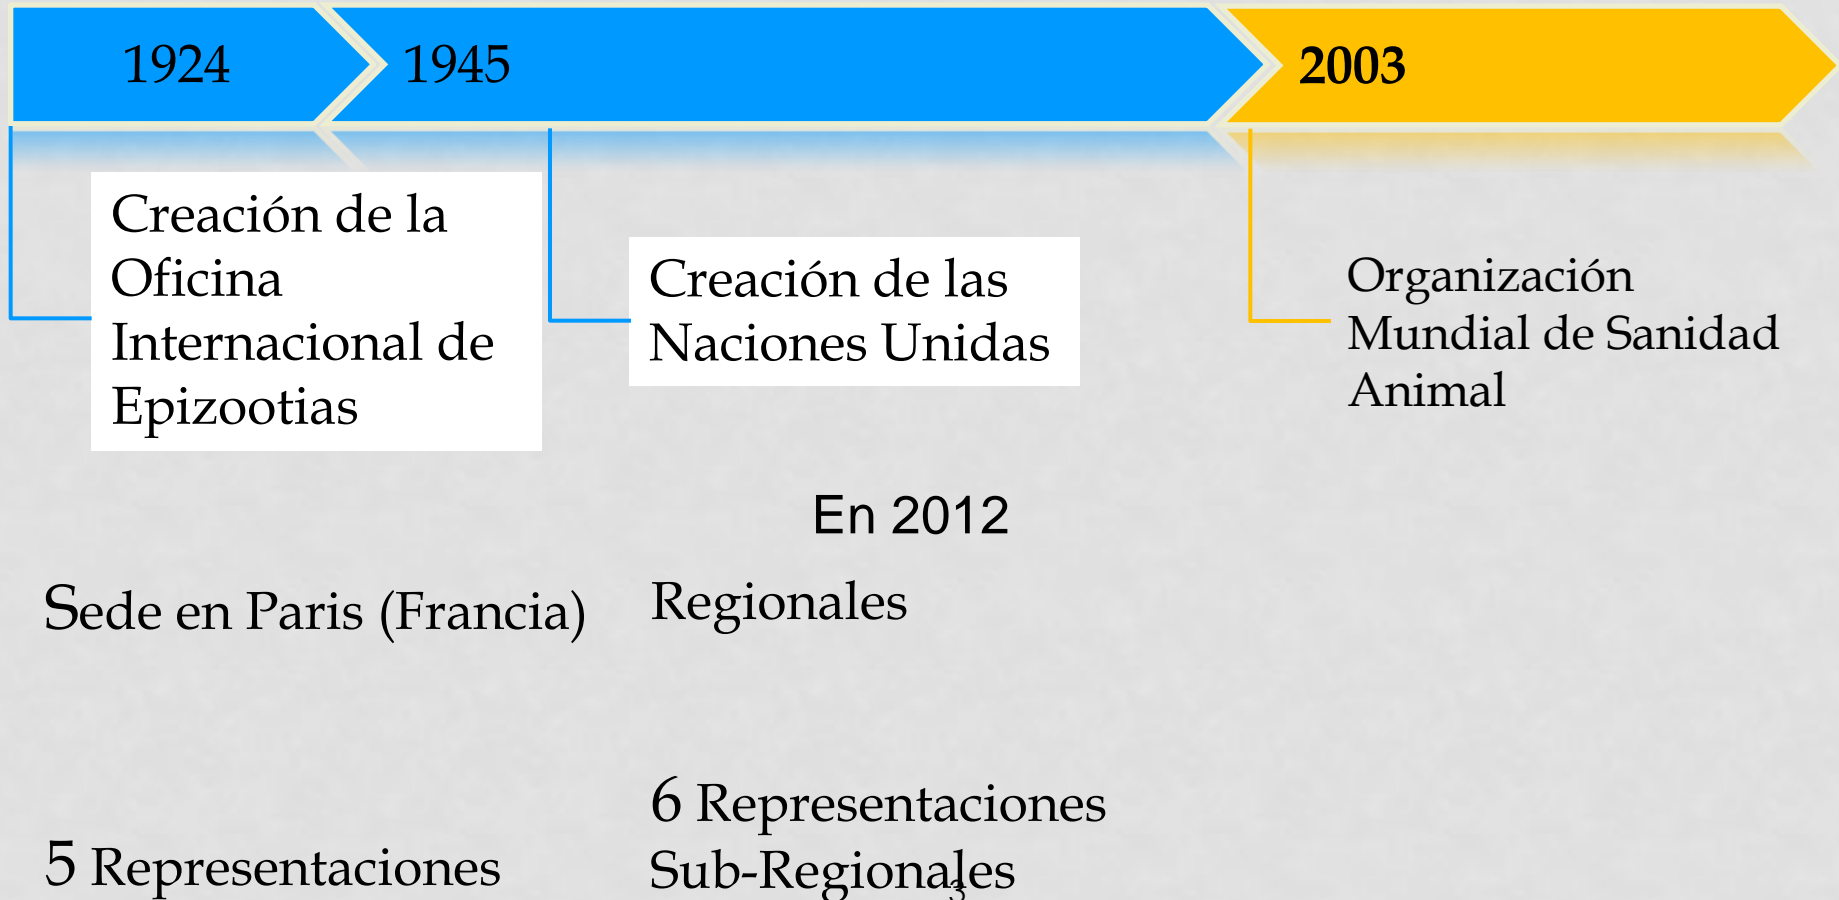 1924
1945
2003
Creación de la
Oficina
Internacional de
Epizootias
Creación de las
Naciones Unidas
Organización
Mundial de Sanidad
Animal
En 2012
Sede en Paris (Francia)
5 Representaciones
Regionales
6 Representaciones
Sub-Regionales
3